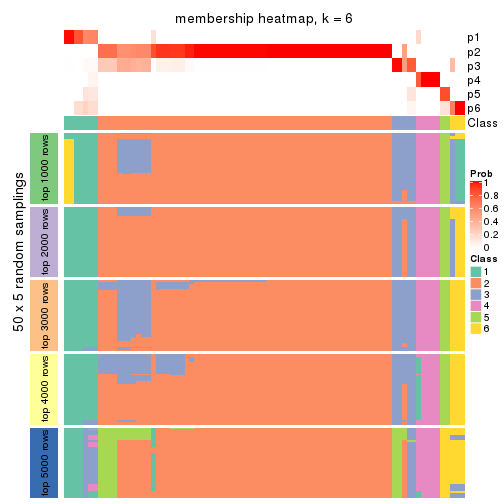 membership heatmap, k = 6
p1
p2
p3
p4
p5
p6
Class
50 x 5 random samplings
top 1000 rows
top 2000 rows
top 3000 rows
top 4000 rows
top 5000 rows
Prob
1
0.8
0.6
0.4
0.2
0
Class
1
2
3
4
5
6